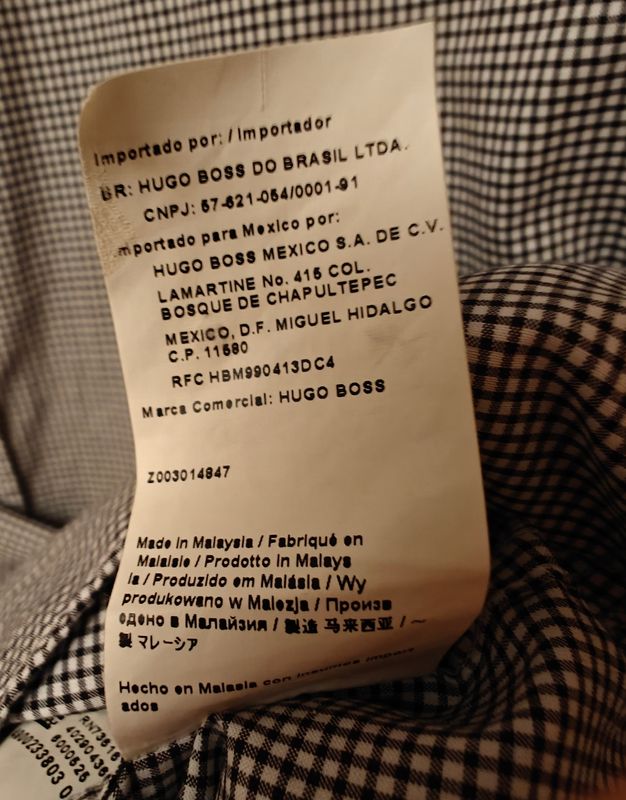 Importado por: / Importador
BR: HUGO BOSS DO BRASIL LTDA.
CNPJ: 57-621-054/0001-91
mportado para Mexico por:
HUGO BOSS MEXICO S.A. DE C.V.
LAMARTINE No. 415 COL.
BOSQUE DE CHAPULTEPEC
MEXICO, D.F. MIGUEL HIDALGO
C.P. 11580
RFC HBM990413DC4
Marca Comercial: HUGO BOSS
Z003014847
Made in Malaysia / Fabriqué en
Malaisie / Prodotto in Malays
ia / Produzido em Malásia / Wy
produkowano w Malezja / Произв
едено в Малайзия / 製造 马来西亚 / ~
製 マレーシア
Hecho en Malasia con insumos import
ados